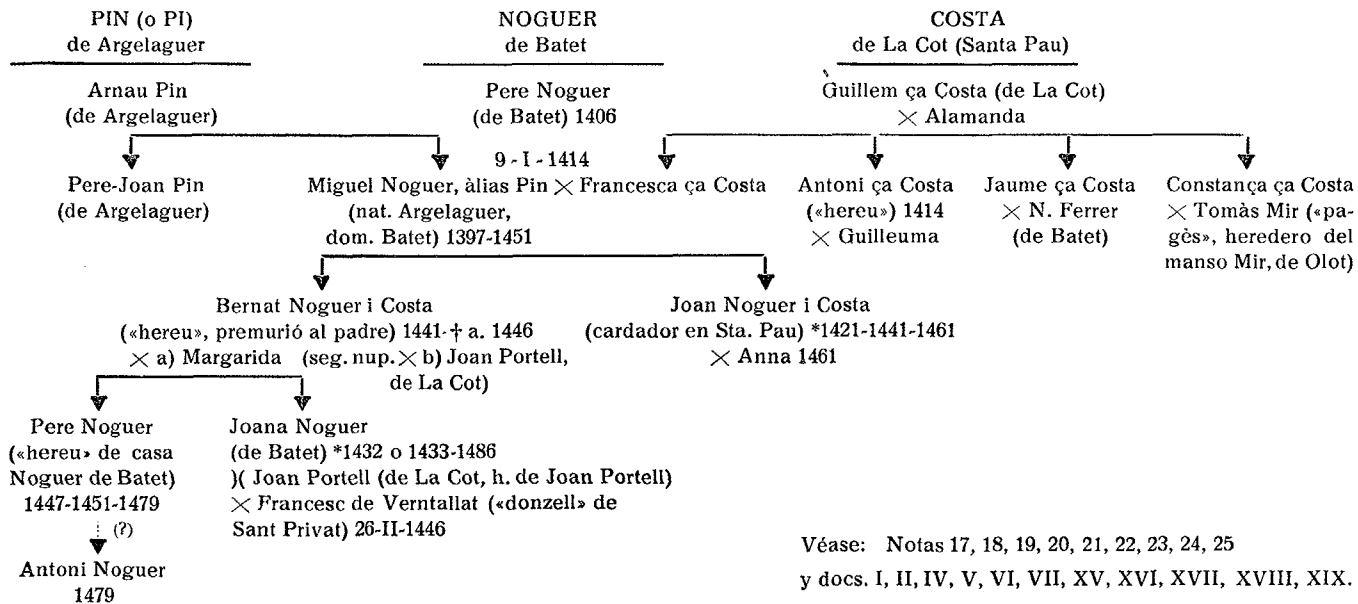 PIN (o PI)
de Argelaguer
NOGUER
de Batet
COSTA
de La Cot (Santa Pau)
Arnau Pin
(de Argelaguer)
Pere Noguer
(de Batet) 1406
Guillem ça Costa (de La Cot)
× Alamanda
Pere-Joan Pin
(de Argelaguer)
9 - I - 1414
Miguel Noguer, àlias Pin × Francesca ça Costa
(nat. Argelaguer,
dom. Batet) 1397-1451
Antoni ça Costa
(«hereu») 1414
× Guilleuma
Jaume ça Costa
× N. Ferrer
(de Batet)
Constança ça Costa
× Tomàs Mir («pa-
gès», heredero del
manso Mir, de Olot)
Bernat Noguer i Costa
(«hereu», premurió al padre) 1441-† a. 1446
× a) Margarida (seg. nup. × b) Joan Portell,
de La Cot)
Joan Noguer i Costa
(cardador en Sta. Pau) *1421-1441-1461
× Anna 1461
Pere Noguer
(«hereu» de casa
Noguer de Batet)
1447-1451-1479
(?)
Antoni Noguer
1479
Joana Noguer
(de Batet) *1432 o 1433-1486
)( Joan Portell (de La Cot, h. de Joan Portell)
× Francesc de Verntallat («donzell» de
Sant Privat) 26-II-1446
Véase: Notas 17, 18, 19, 20, 21, 22, 23, 24, 25
y docs. I, II, IV, V, VI, VII, XV, XVI, XVII, XVIII, XIX.